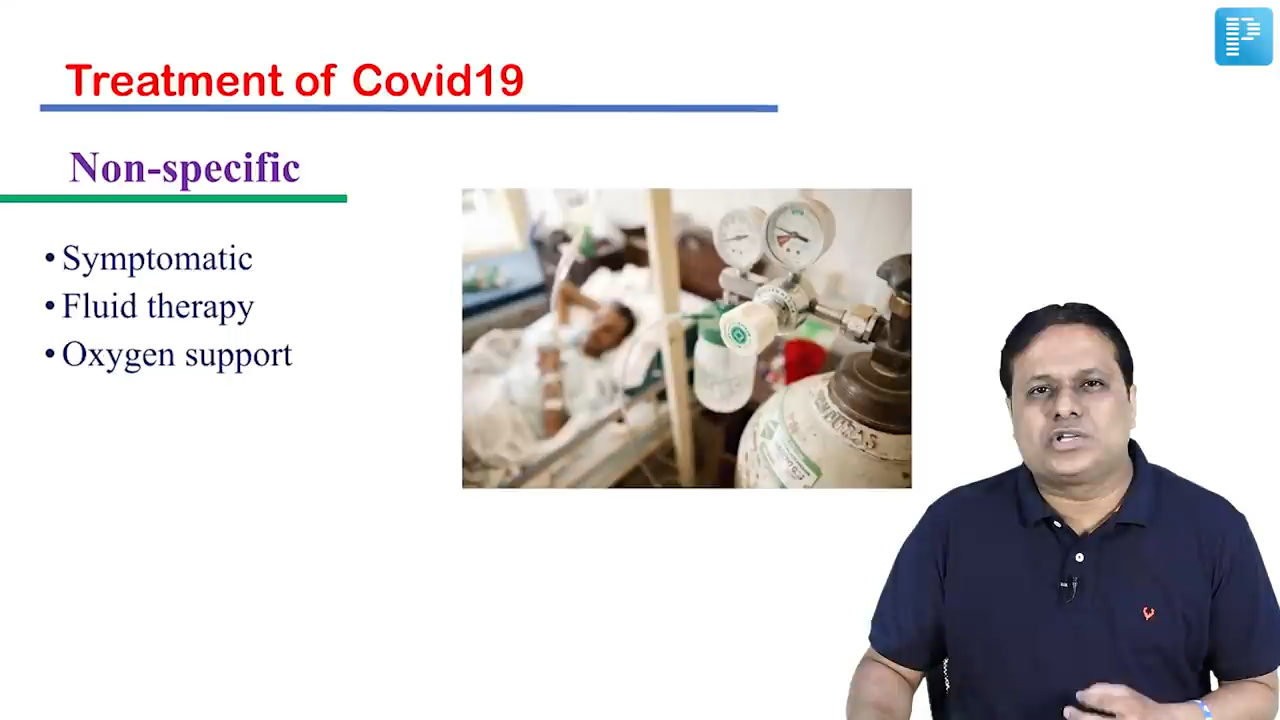 Treatment of Covid19
Non-specific
• Symptomatic
• Fluid therapy
• Oxygen support